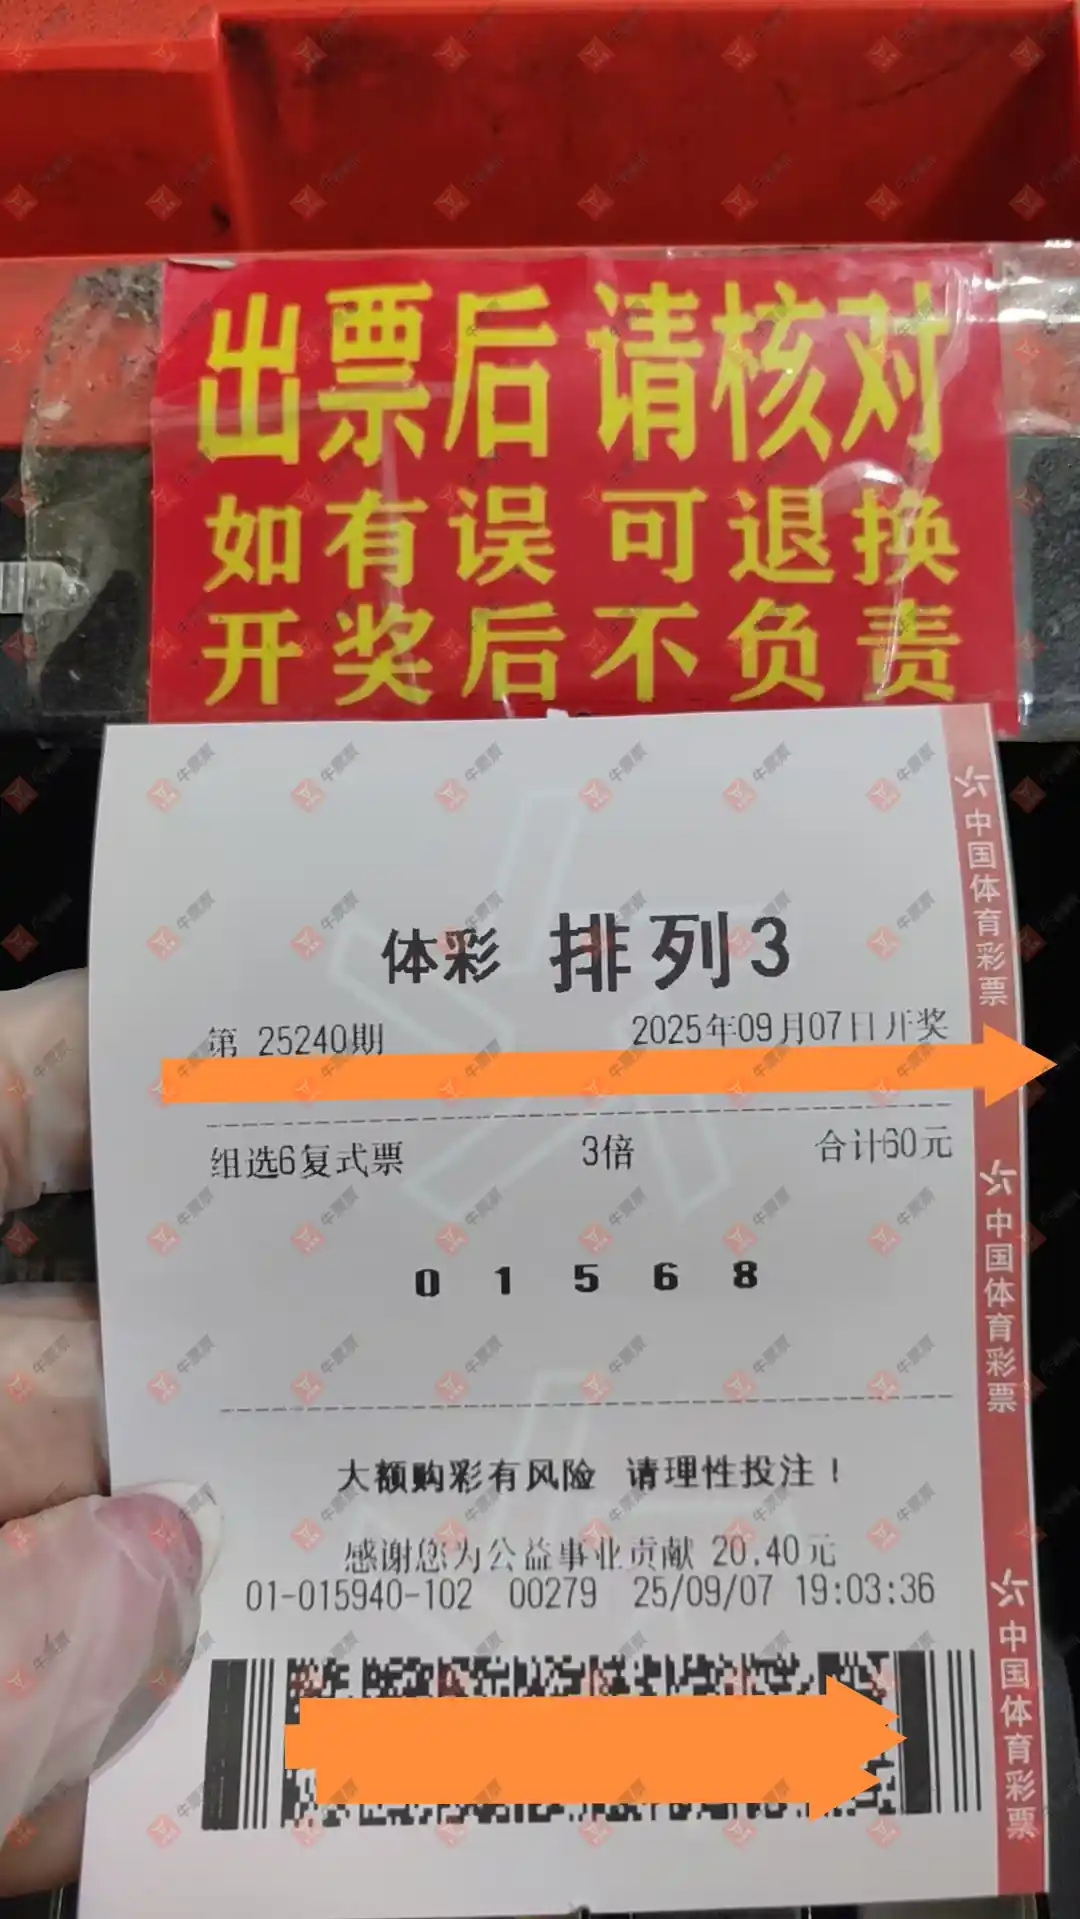 出票后 请核对
如有误 可退换
开奖后不负责
体彩 排列3
第 25240期 2025年09月07日开奖
组选6复式票 3倍 合计60元
0 1 5 6 8
大额购彩有风险 请理性投注！
感谢您为公益事业贡献 20.40元
01-015940-102 00279 25/09/07 19:03:36
中国体育彩票
中国体育彩票
中国体育彩票
牛票票